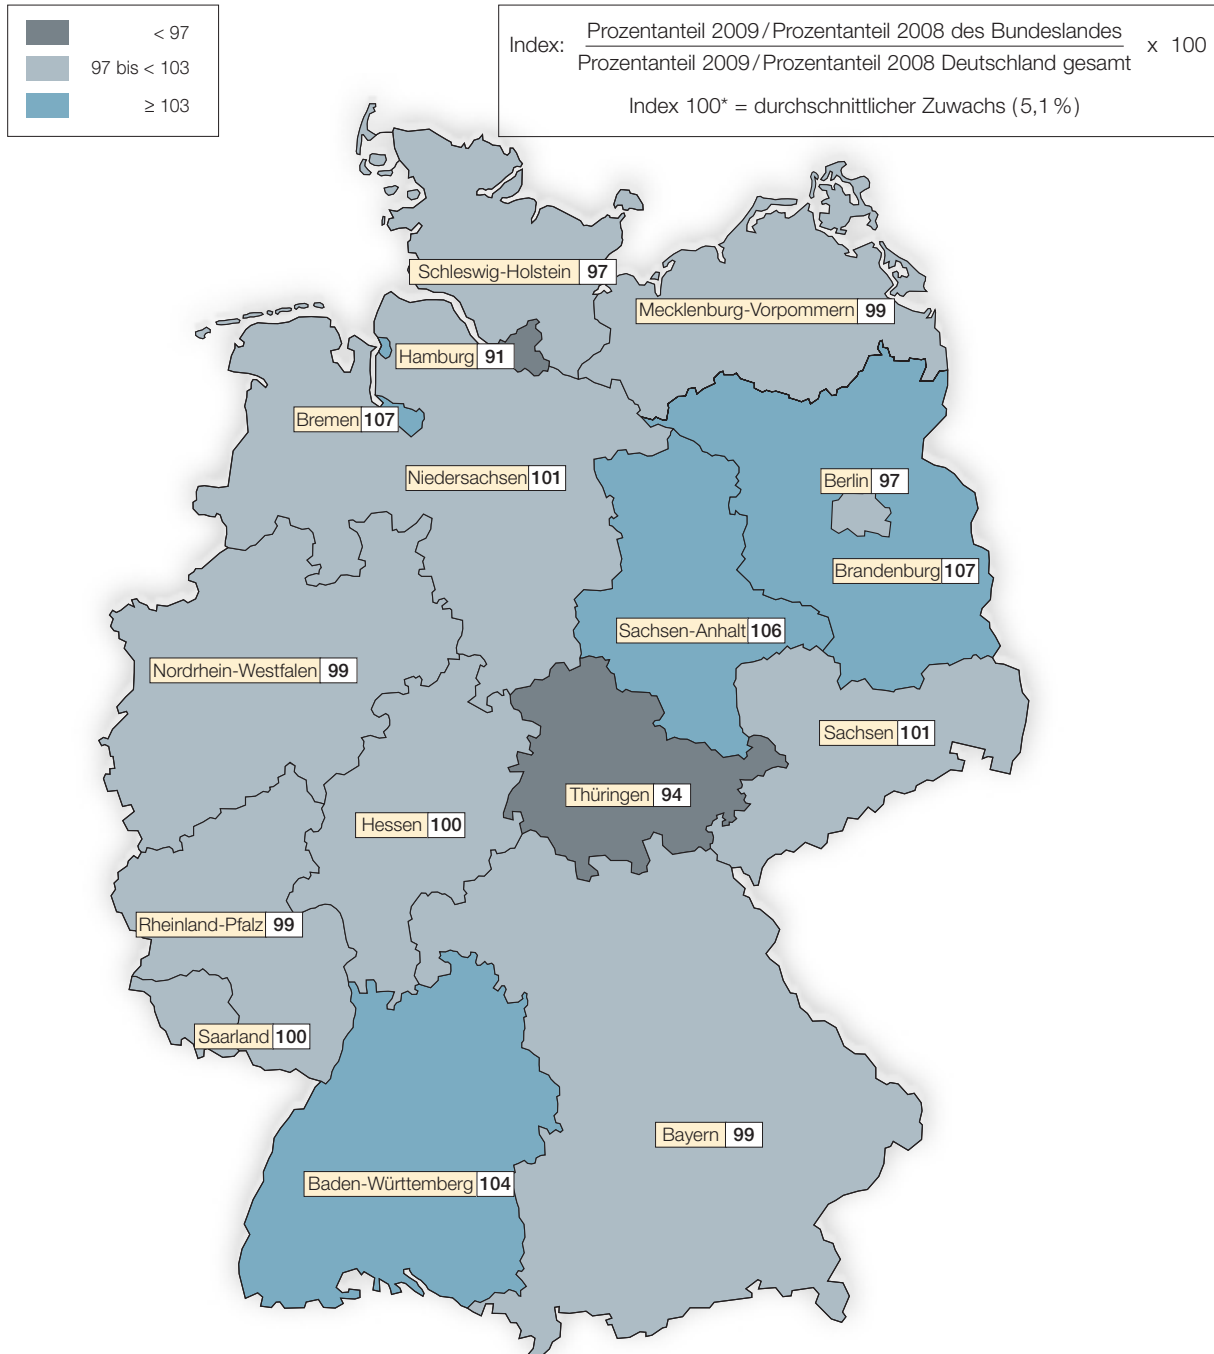 < 97
97 bis < 103
≥ 103
Index: Prozentanteil 2009/Prozentanteil 2008 des Bundeslandes x 100
Prozentanteil 2009/Prozentanteil 2008 Deutschland gesamt
Index 100* = durchschnittlicher Zuwachs (5,1 %)
Schleswig-Holstein 97
Mecklenburg-Vorpommern 99
Hamburg 91
Bremen 107
Niedersachsen 101
Berlin 97
Brandenburg 107
Sachsen-Anhalt 106
Nordrhein-Westfalen 99
Sachsen 101
Thüringen 94
Hessen 100
Rheinland-Pfalz 99
Saarland 100
Bayern 99
Baden-Württemberg 104